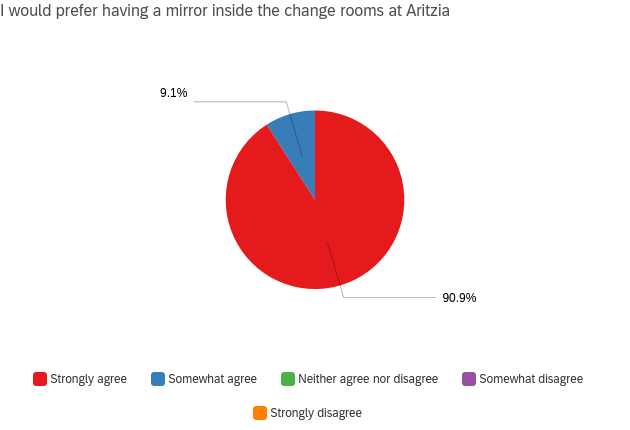 I would prefer having a mirror inside the change rooms at Aritzia
9.1%
90.9%
Strongly agree Somewhat agree Neither agree nor disagree Somewhat disagree
Strongly disagree